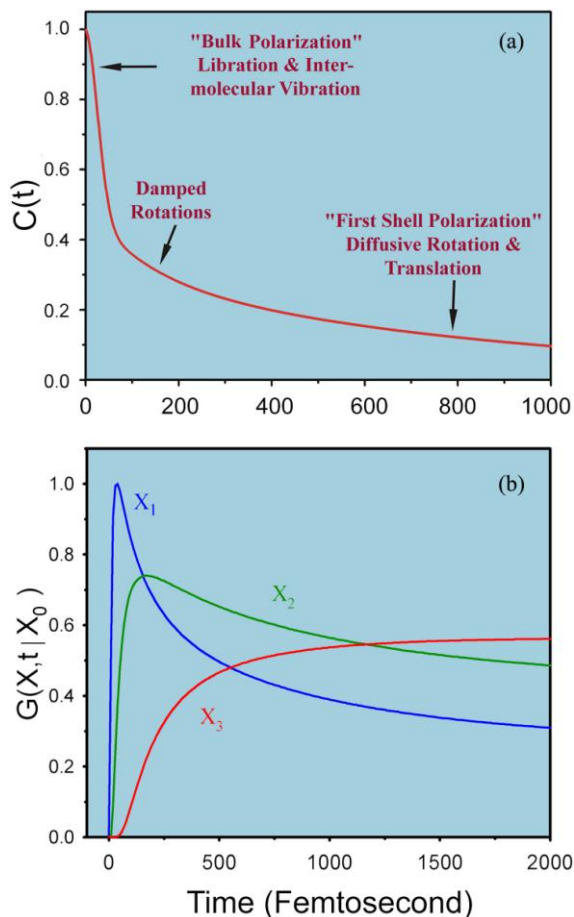 (a)
"Bulk Polarization"
Libration & Inter-
molecular Vibration
Damped
Rotations
"First Shell Polarization"
Diffusive Rotation &
Translation
C(t)
1.0
0.8
0.6
0.4
0.2
0.0
0 200 400 600 800 1000
(b)
X1
X2
X3
G(X,t|X0)
1.0
0.8
0.6
0.4
0.2
0.0
0 500 1000 1500 2000
Time (Femtosecond)